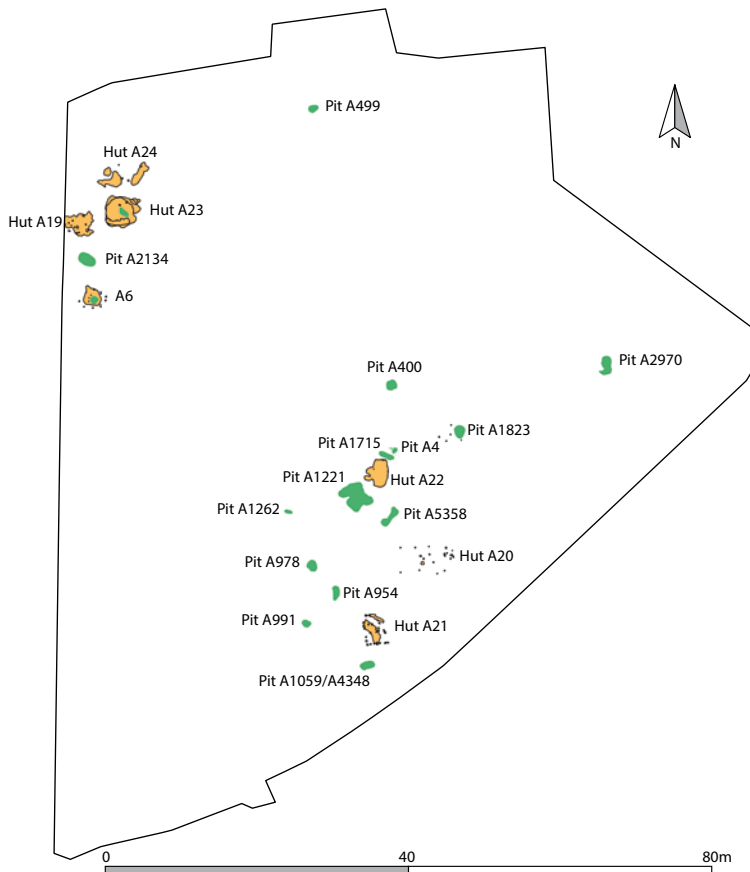 Pit A499
N
Hut A24
Hut A23
Hut A19
Pit A2134
A6
Pit A2970
Pit A400
Pit A1823
Pit A1715
Pit A4
Pit A1221
Hut A22
Pit A1262
Pit A5358
Hut A20
Pit A978
Pit A954
Pit A991
Hut A21
Pit A1059/A4348
0 40 80m